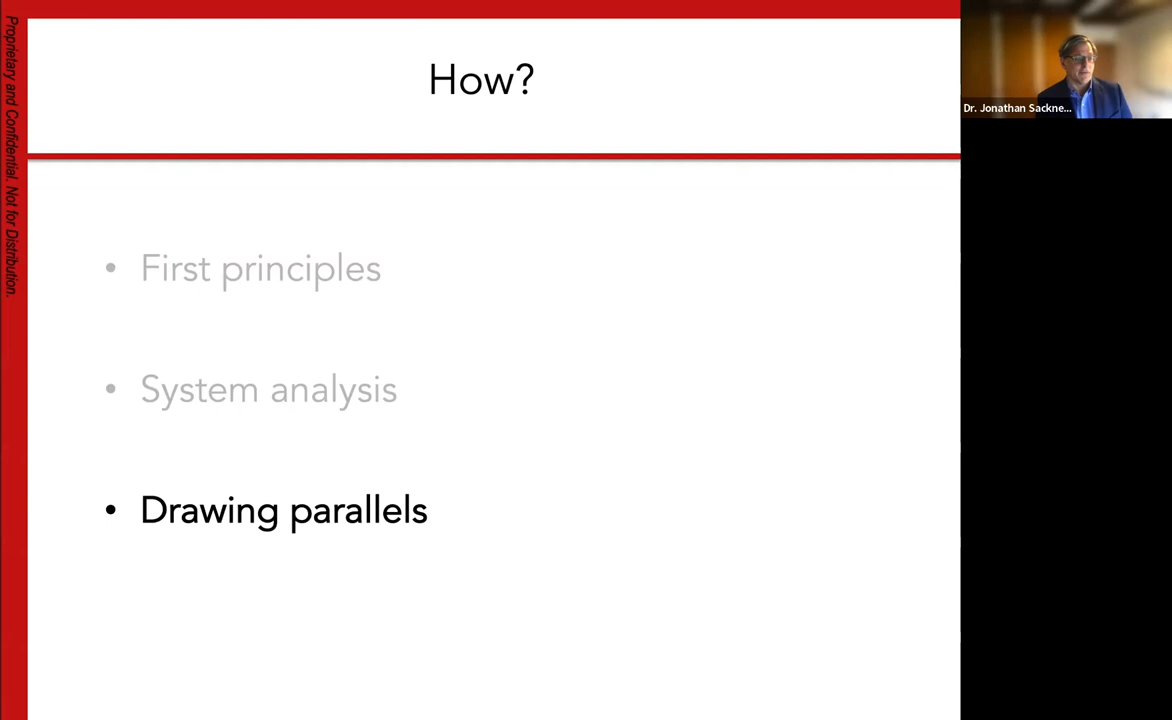 Proprietary and Confidential. Not for Distribution.
How?
Dr. Jonathan Sackne...
• First principles
• System analysis
• Drawing parallels